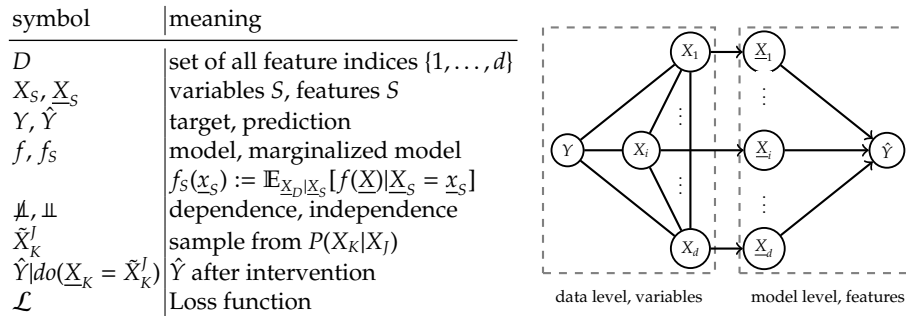 symbol meaning
D set of all feature indices {1, . . . , d}
X_S, X̲_S variables S, features S
Y, Ŷ target, prediction
f, f_S model, marginalized model
f_S(x̲_S) := 𝔼_{X̲_D|X̲_S}[f(X̲)|X̲_S = x̲_S]
⫫̸, ⫫ dependence, independence
X̃_K^J sample from P(X_K|X_J)
Ŷ|do(X̲_K = X̃_K^J) Ŷ after intervention
ℒ Loss function
X_1 X̲_1
⋮ ⋮
Y X_i X̲_i Ŷ
⋮ ⋮
X_d X̲_d
data level, variables model level, features